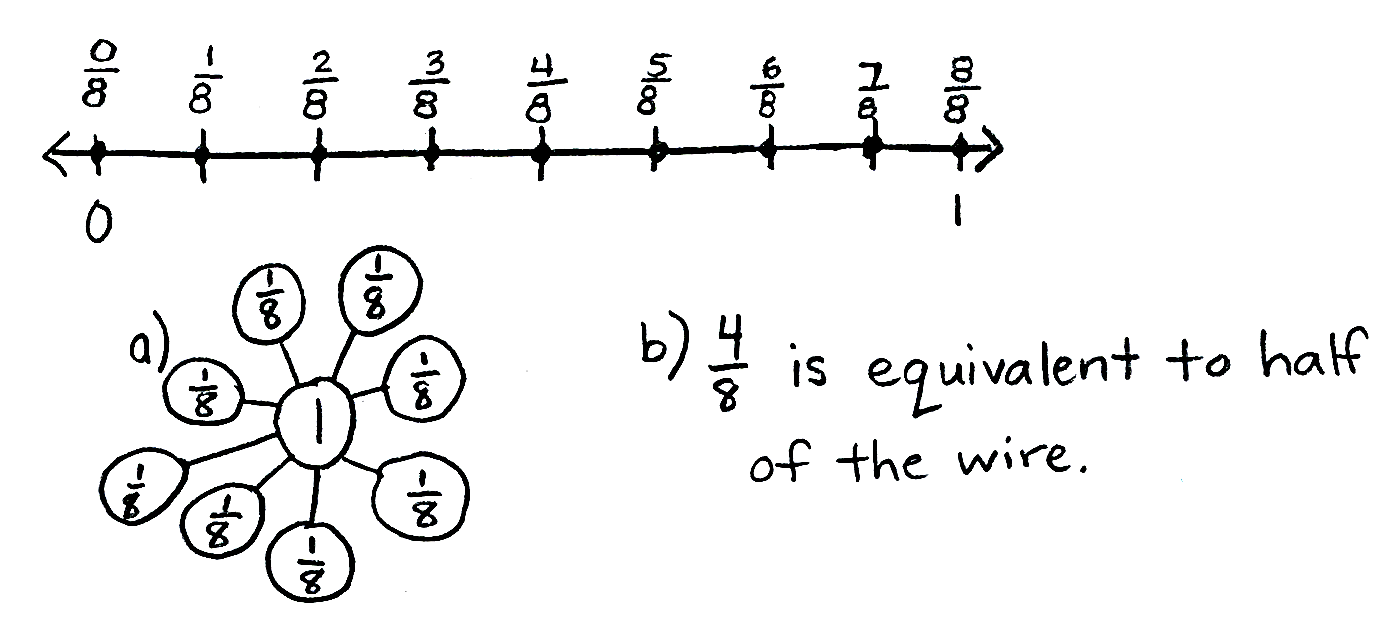 0/8 1/8 2/8 3/8 4/8 5/8 6/8 7/8 8/8
0 1
a) 1/8 1/8 1/8 1/8 1/8 1/8 1/8 1/8 1
b) 4/8 is equivalent to half
of the wire.